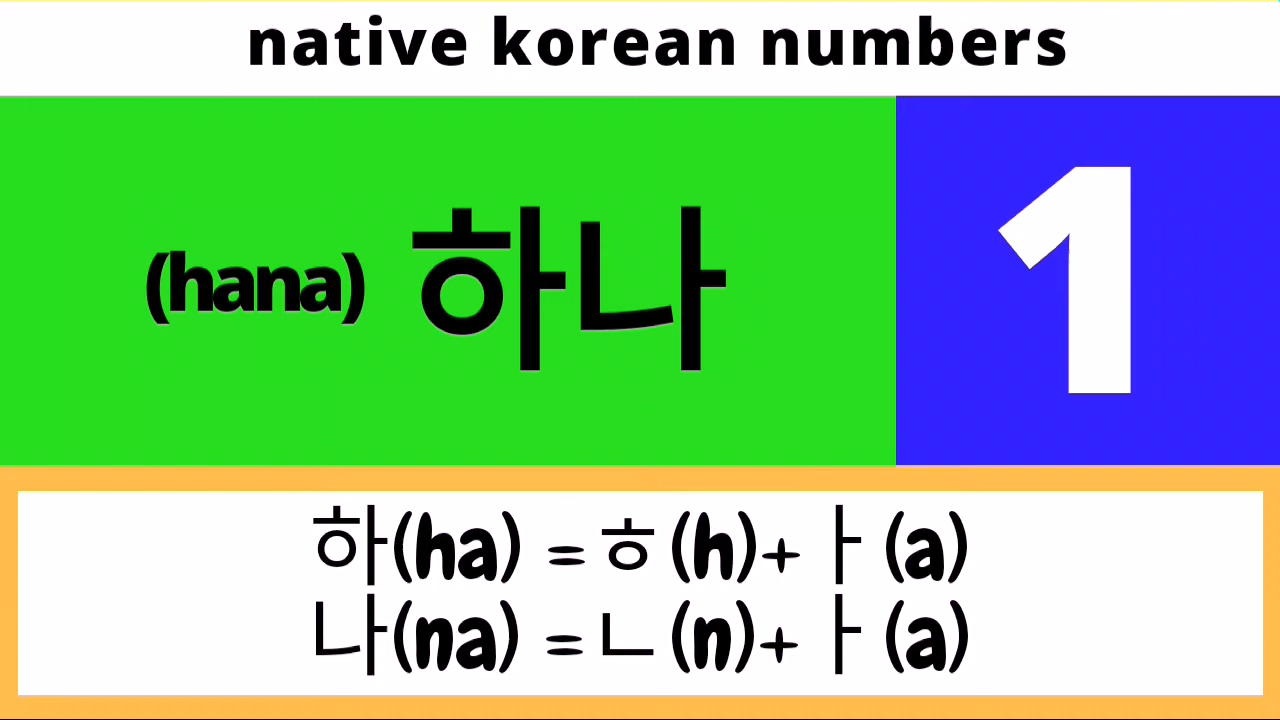 native korean numbers
(hana) 하나
1
하(ha) = ㅎ(h)+ ㅏ(a)
나(na) = ㄴ(n)+ ㅏ(a)